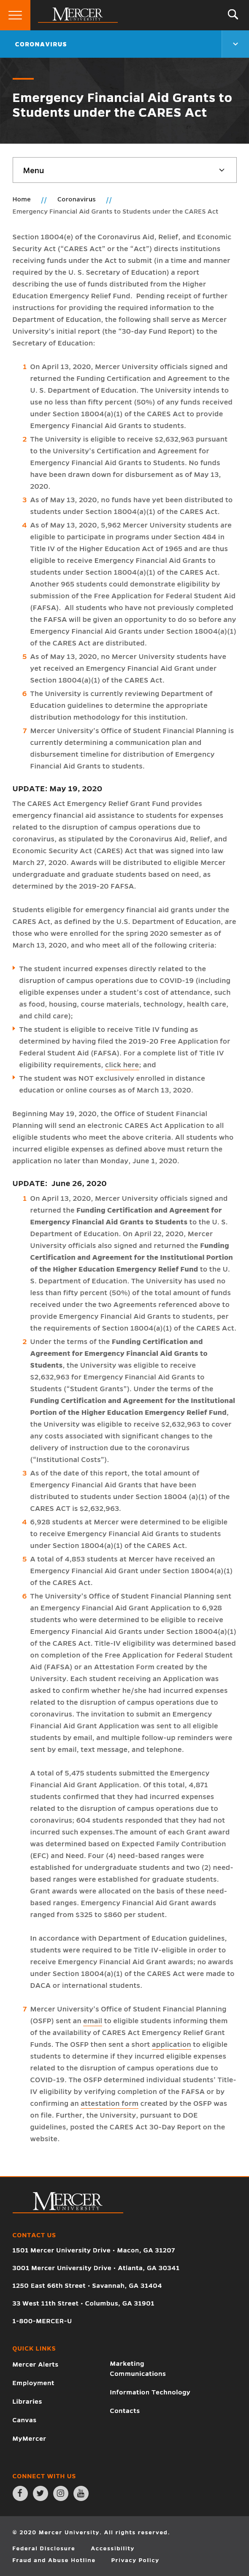 MERCER
UNIVERSITY
CORONAVIRUS
Emergency Financial Aid Grants to
Students under the CARES Act
Menu
Home // Coronavirus //
Emergency Financial Aid Grants to Students under the CARES Act
Section 18004(e) of the Coronavirus Aid, Relief, and Economic
Security Act ("CARES Act" or the "Act") directs institutions
receiving funds under the Act to submit (in a time and manner
required by the U. S. Secretary of Education) a report
describing the use of funds distributed from the Higher
Education Emergency Relief Fund.  Pending receipt of further
instructions for providing the required information to the
Department of Education, the following shall serve as Mercer
University's initial report (the "30-day Fund Report) to the
Secretary of Education:
1 On April 13, 2020, Mercer University officials signed and
returned the Funding Certification and Agreement to the
U. S. Department of Education. The University intends to
use no less than fifty percent (50%) of any funds received
under Section 18004(a)(1) of the CARES Act to provide
Emergency Financial Aid Grants to students.
2 The University is eligible to receive $2,632,963 pursuant
to the University's Certification and Agreement for
Emergency Financial Aid Grants to Students. No funds
have been drawn down for disbursement as of May 13,
2020.
3 As of May 13, 2020, no funds have yet been distributed to
students under Section 18004(a)(1) of the CARES Act.
4 As of May 13, 2020, 5,962 Mercer University students are
eligible to participate in programs under Section 484 in
Title IV of the Higher Education Act of 1965 and are thus
eligible to receive Emergency Financial Aid Grants to
students under Section 18004(a)(1) of the CARES Act.
Another 965 students could demonstrate eligibility by
submission of the Free Application for Federal Student Aid
(FAFSA).  All students who have not previously completed
the FAFSA will be given an opportunity to do so before any
Emergency Financial Aid Grants under Section 18004(a)(1)
of the CARES Act are distributed.
5 As of May 13, 2020, no Mercer University students have
yet received an Emergency Financial Aid Grant under
Section 18004(a)(1) of the CARES Act.
6 The University is currently reviewing Department of
Education guidelines to determine the appropriate
distribution methodology for this institution.
7 Mercer University's Office of Student Financial Planning is
currently determining a communication plan and
disbursement timeline for distribution of Emergency
Financial Aid Grants to students.
UPDATE: May 19, 2020
The CARES Act Emergency Relief Grant Fund provides
emergency financial aid assistance to students for expenses
related to the disruption of campus operations due to
coronavirus, as stipulated by the Coronavirus Aid, Relief, and
Economic Security Act (CARES) Act that was signed into law
March 27, 2020. Awards will be distributed to eligible Mercer
undergraduate and graduate students based on need, as
determined by the 2019-20 FAFSA.
Students eligible for emergency financial aid grants under the
CARES Act, as defined by the U.S. Department of Education, are
those who were enrolled for the spring 2020 semester as of
March 13, 2020, and who meet all of the following criteria:
The student incurred expenses directly related to the
disruption of campus operations due to COVID-19 (including
eligible expenses under a student's cost of attendance, such
as food, housing, course materials, technology, health care,
and child care);
The student is eligible to receive Title IV funding as
determined by having filed the 2019-20 Free Application for
Federal Student Aid (FAFSA). For a complete list of Title IV
eligibility requirements, click here; and
The student was NOT exclusively enrolled in distance
education or online courses as of March 13, 2020.
Beginning May 19, 2020, the Office of Student Financial
Planning will send an electronic CARES Act Application to all
eligible students who meet the above criteria. All students who
incurred eligible expenses as defined above must return the
application no later than Monday, June 1, 2020.
UPDATE:  June 26, 2020
1 On April 13, 2020, Mercer University officials signed and
returned the Funding Certification and Agreement for
Emergency Financial Aid Grants to Students to the U. S.
Department of Education. On April 22, 2020, Mercer
University officials also signed and returned the Funding
Certification and Agreement for the Institutional Portion
of the Higher Education Emergency Relief Fund to the U.
S. Department of Education. The University has used no
less than fifty percent (50%) of the total amount of funds
received under the two Agreements referenced above to
provide Emergency Financial Aid Grants to students, per
the requirements of Section 18004(a)(1) of the CARES Act.
2 Under the terms of the Funding Certification and
Agreement for Emergency Financial Aid Grants to
Students, the University was eligible to receive
$2,632,963 for Emergency Financial Aid Grants to
Students ("Student Grants"). Under the terms of the
Funding Certification and Agreement for the Institutional
Portion of the Higher Education Emergency Relief Fund,
the University was eligible to receive $2,632,963 to cover
any costs associated with significant changes to the
delivery of instruction due to the coronavirus
("Institutional Costs").
3 As of the date of this report, the total amount of
Emergency Financial Aid Grants that have been
distributed to students under Section 18004 (a)(1) of the
CARES ACT is $2,632,963.
4 6,928 students at Mercer were determined to be eligible
to receive Emergency Financial Aid Grants to students
under Section 18004(a)(1) of the CARES Act.
5 A total of 4,853 students at Mercer have received an
Emergency Financial Aid Grant under Section 18004(a)(1)
of the CARES Act.
6 The University's Office of Student Financial Planning sent
an Emergency Financial Aid Grant Application to 6,928
students who were determined to be eligible to receive
Emergency Financial Aid Grants under Section 18004(a)(1)
of the CARES Act. Title-IV eligibility was determined based
on completion of the Free Application for Federal Student
Aid (FAFSA) or an Attestation Form created by the
University. Each student receiving an Application was
asked to confirm whether he/she had incurred expenses
related to the disruption of campus operations due to
coronavirus. The invitation to submit an Emergency
Financial Aid Grant Application was sent to all eligible
students by email, and multiple follow-up reminders were
sent by email, text message, and telephone.
A total of 5,475 students submitted the Emergency
Financial Aid Grant Application. Of this total, 4,871
students confirmed that they had incurred expenses
related to the disruption of campus operations due to
coronavirus; 604 students responded that they had not
incurred such expenses.The amount of each Grant award
was determined based on Expected Family Contribution
(EFC) and Need. Four (4) need-based ranges were
established for undergraduate students and two (2) need-
based ranges were established for graduate students.
Grant awards were allocated on the basis of these need-
based ranges. Emergency Financial Aid Grant awards
ranged from $325 to $860 per student.
In accordance with Department of Education guidelines,
students were required to be Title IV-eligible in order to
receive Emergency Financial Aid Grant awards; no awards
under Section 18004(a)(1) of the CARES Act were made to
DACA or international students.
7 Mercer University's Office of Student Financial Planning
(OSFP) sent an email to eligible students informing them
of the availability of CARES Act Emergency Relief Grant
Funds. The OSFP then sent a short application to eligible
students to determine if they incurred eligible expenses
related to the disruption of campus operations due to
COVID-19. The OSFP determined individual students' Title-
IV eligibility by verifying completion of the FAFSA or by
confirming an attestation form created by the OSFP was
on file. Further, the University, pursuant to DOE
guidelines, posted the CARES Act 30-Day Report on the
website.
MERCER
UNIVERSITY
CONTACT US
1501 Mercer University Drive • Macon, GA 31207
3001 Mercer University Drive • Atlanta, GA 30341
1250 East 66th Street • Savannah, GA 31404
33 West 11th Street • Columbus, GA 31901
1-800-MERCER-U
QUICK LINKS
Mercer Alerts
Employment
Libraries
Canvas
MyMercer
Marketing
Communications
Information Technology
Contacts
CONNECT WITH US
© 2020 Mercer University. All rights reserved.
Federal Disclosure Accessibility
Fraud and Abuse Hotline Privacy Policy